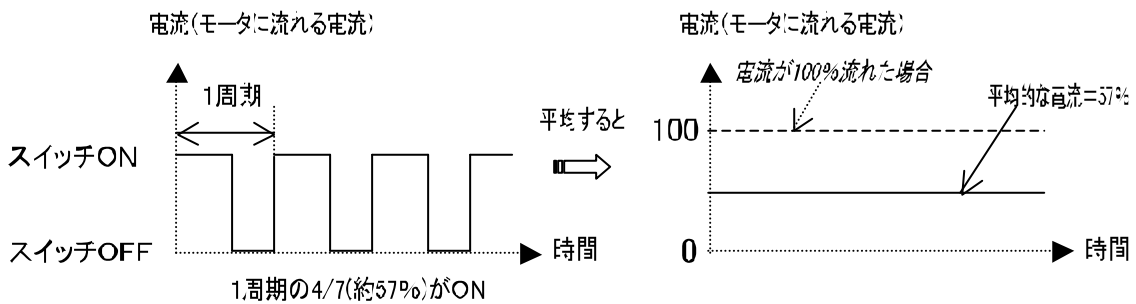 電流(モータに流れる電流)
1周期
スイッチON
スイッチOFF
時間
1周期の4/7(約57%)がON
平均すると
電流(モータに流れる電流)
電流が100%流れた場合
平均的な電流=57%
100
0
時間